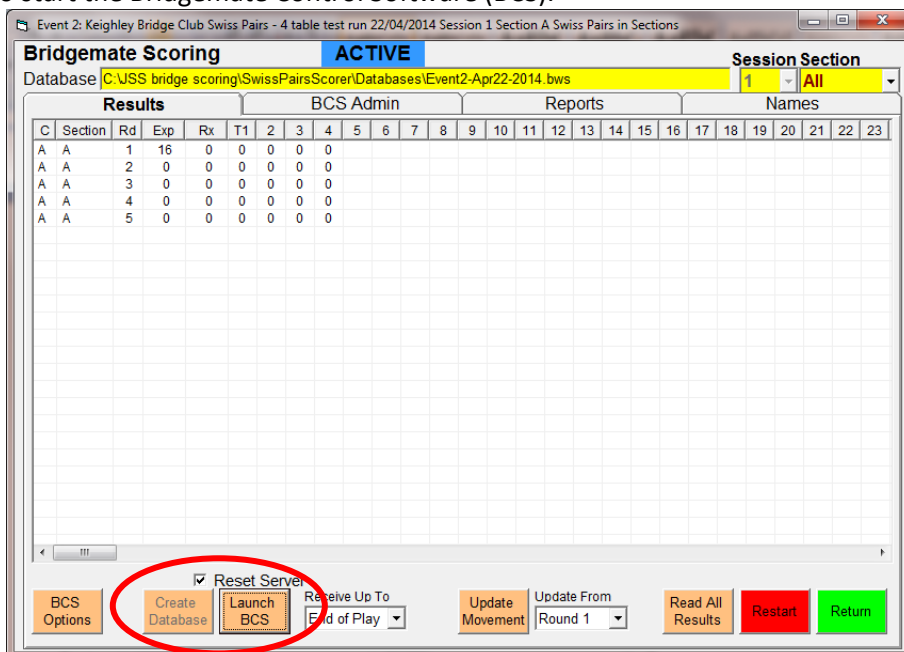 o start the Bridgemate Control Software (BCS).
Event 2: Keighley Bridge Club Swiss Pairs - 4 table test run 22/04/2014 Session 1 Section A Swiss Pairs in Sections
Bridgemate Scoring ACTIVE Session Section
Database C:\JSS bridge scoring\SwissPairsScorer\Databases\Event2-Apr22-2014.bws 1 All
Results BCS Admin Reports Names
C Section Rd Exp Rx T1 2 3 4 5 6 7 8 9 10 11 12 13 14 15 16 17 18 19 20 21 22 23
A A 1 16 0 0 0 0 0
A A 2 0 0 0 0 0 0
A A 3 0 0 0 0 0 0
A A 4 0 0 0 0 0 0
A A 5 0 0 0 0 0 0
Reset Server
BCS Options Create Database Launch BCS Receive Up To End of Play Update Movement Update From Round 1 Read All Results Restart Return